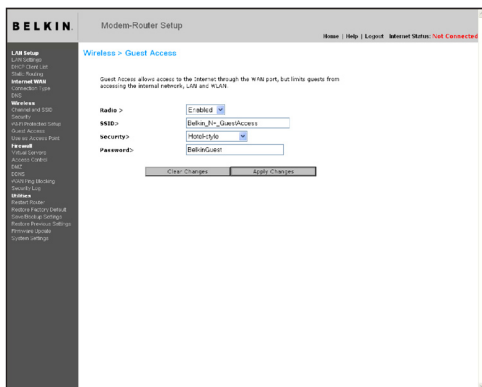 BELKIN.
Modem-Router Setup
Home | Help | Logout Internet Status: Not Connected
LAN Setup
LAN Settings
DHCP Client List
Static Routing
Internet WAN
Connection Type
DNS
Wireless
Channel and SSID
Security
Wi-Fi Protected Setup
Guest Access
Use as Access Point
Firewall
Virtual Servers
Access Control
DMZ
DDNS
WAN Ping Blocking
Security Log
Utilities
Restart Router
Restore Factory Default
Save/Backup Settings
Restore Previous Settings
Firmware Update
System Settings
Wireless > Guest Access
Guest Access allows access to the Internet through the WAN port, but limits guests from
accessing the internal network, LAN and WLAN.
Radio > Enabled
SSID> Belkin_N+_GuestAccess
Security> Hotel-style
Password> BelkinGuest
Clear Changes Apply Changes